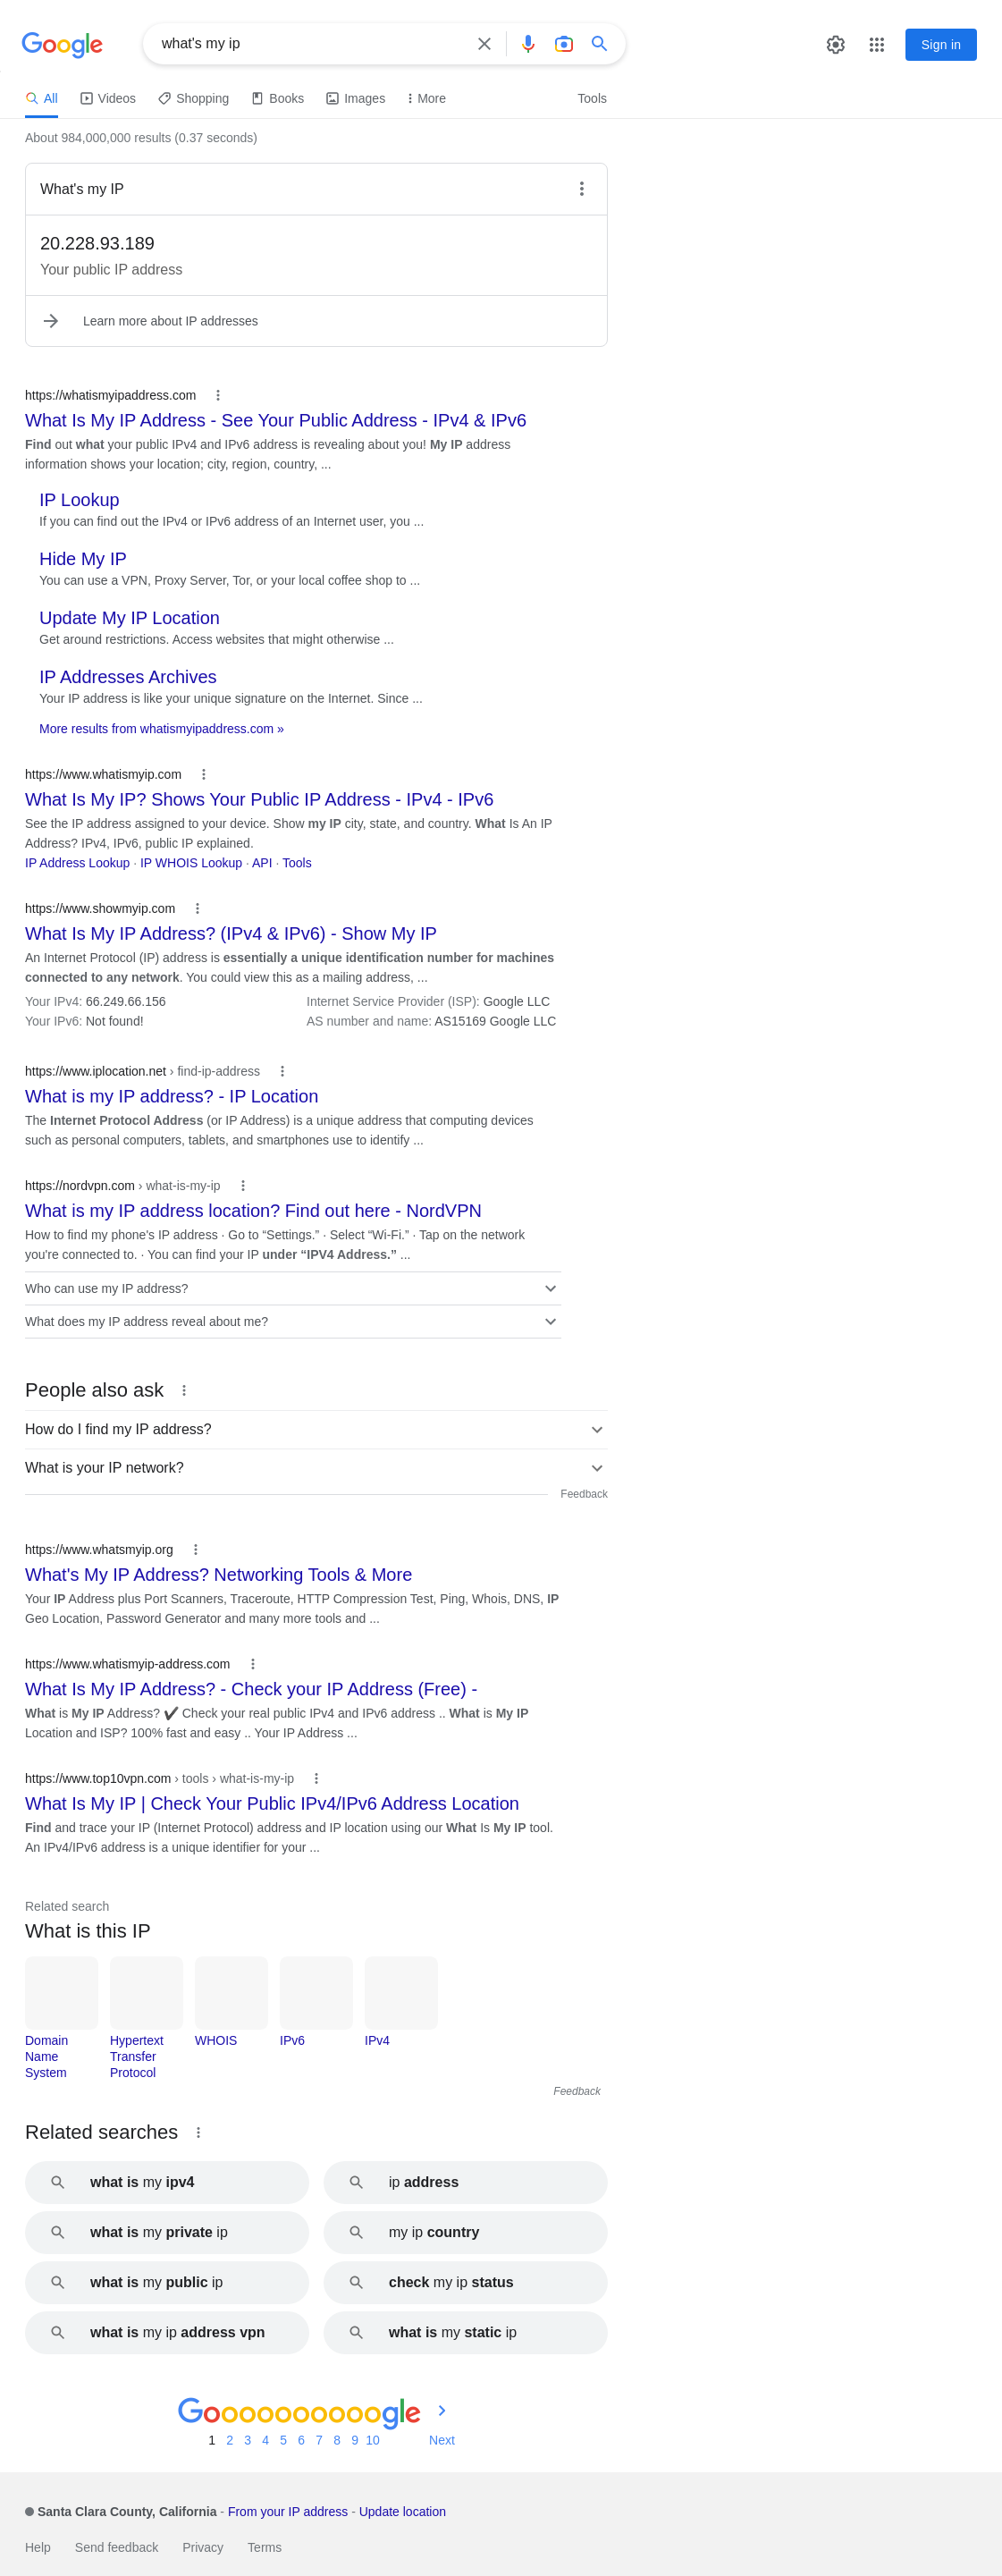 Google
what's my ip
Sign in
All
Videos
Shopping
Books
Images
More
Tools
About 984,000,000 results (0.37 seconds)
What's my IP
20.228.93.189
Your public IP address
Learn more about IP addresses
https://whatismyipaddress.com
What Is My IP Address - See Your Public Address - IPv4 & IPv6
Find out what your public IPv4 and IPv6 address is revealing about you! My IP address
information shows your location; city, region, country, ...
IP Lookup
If you can find out the IPv4 or IPv6 address of an Internet user, you ...
Hide My IP
You can use a VPN, Proxy Server, Tor, or your local coffee shop to ...
Update My IP Location
Get around restrictions. Access websites that might otherwise ...
IP Addresses Archives
Your IP address is like your unique signature on the Internet. Since ...
More results from whatismyipaddress.com »
https://www.whatismyip.com
What Is My IP? Shows Your Public IP Address - IPv4 - IPv6
See the IP address assigned to your device. Show my IP city, state, and country. What Is An IP
Address? IPv4, IPv6, public IP explained.
IP Address Lookup · IP WHOIS Lookup · API · Tools
https://www.showmyip.com
What Is My IP Address? (IPv4 & IPv6) - Show My IP
An Internet Protocol (IP) address is essentially a unique identification number for machines
connected to any network. You could view this as a mailing address, ...
Your IPv4: 66.249.66.156
Internet Service Provider (ISP): Google LLC
Your IPv6: Not found!
AS number and name: AS15169 Google LLC
https://www.iplocation.net › find-ip-address
What is my IP address? - IP Location
The Internet Protocol Address (or IP Address) is a unique address that computing devices
such as personal computers, tablets, and smartphones use to identify ...
https://nordvpn.com › what-is-my-ip
What is my IP address location? Find out here - NordVPN
How to find my phone's IP address · Go to “Settings.” · Select “Wi-Fi.” · Tap on the network
you're connected to. · You can find your IP under “IPV4 Address.” ...
Who can use my IP address?
What does my IP address reveal about me?
People also ask
How do I find my IP address?
What is your IP network?
Feedback
https://www.whatsmyip.org
What's My IP Address? Networking Tools & More
Your IP Address plus Port Scanners, Traceroute, HTTP Compression Test, Ping, Whois, DNS, IP
Geo Location, Password Generator and many more tools and ...
https://www.whatismyip-address.com
What Is My IP Address? - Check your IP Address (Free) -
What is My IP Address? ✔ Check your real public IPv4 and IPv6 address .. What is My IP
Location and ISP? 100% fast and easy .. Your IP Address ...
https://www.top10vpn.com › tools › what-is-my-ip
What Is My IP | Check Your Public IPv4/IPv6 Address Location
Find and trace your IP (Internet Protocol) address and IP location using our What Is My IP tool.
An IPv4/IPv6 address is a unique identifier for your ...
Related search
What is this IP
Domain
Name
System
Hypertext
Transfer
Protocol
WHOIS
IPv6
IPv4
Feedback
Related searches
what is my ipv4
ip address
what is my private ip
my ip country
what is my public ip
check my ip status
what is my ip address vpn
what is my static ip
Goooooooooogle
1 2 3 4 5 6 7 8 9 10 Next
Santa Clara County, California - From your IP address - Update location
Help Send feedback Privacy Terms